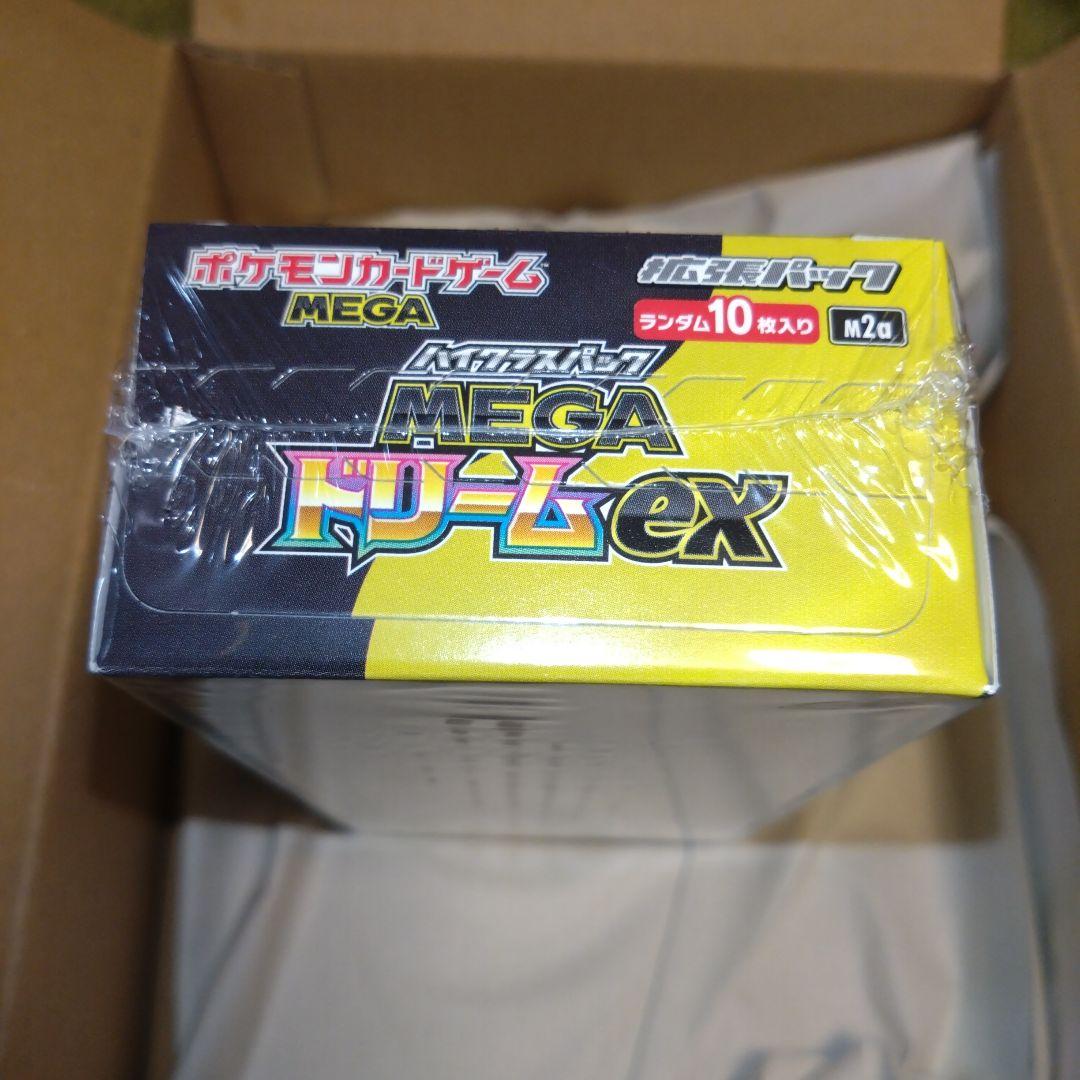 ポケモンカードゲーム
MEGA
拡張パック
ランダム10枚入り
M2a
ハイクラスパック
MEGA
ドリームex